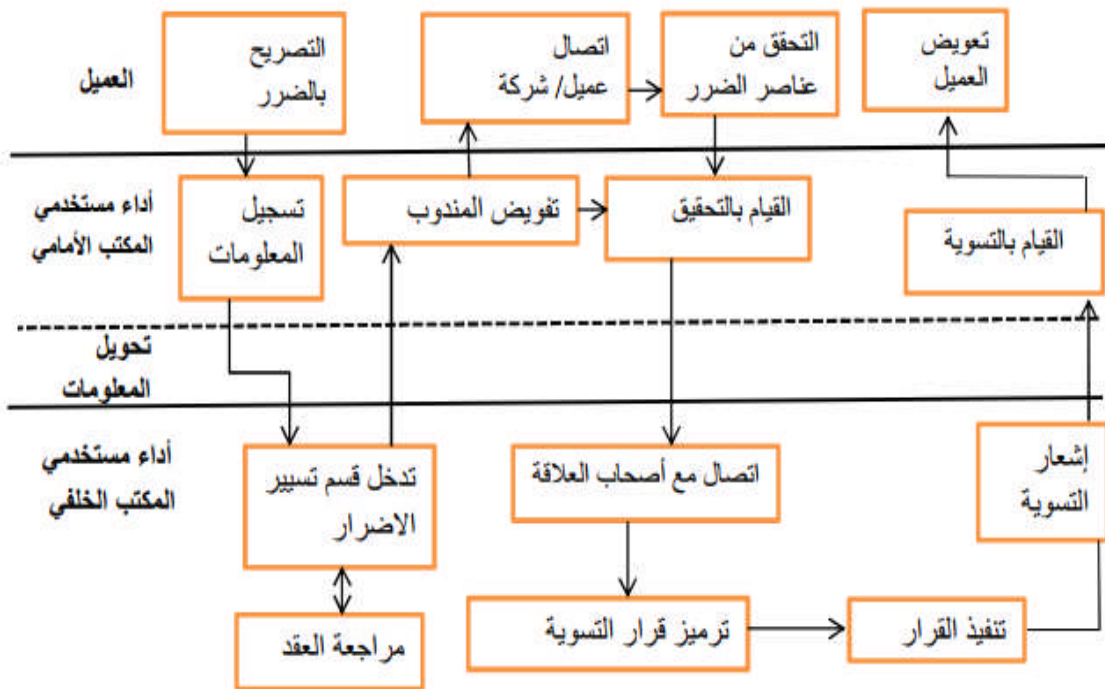 العميل
التصريح
بالضرر
اتصال
عميل/ شركة
التحقق من
عناصر الضرر
تعويض
العميل
أداء مستخدمي
المكتب الأمامي
تسجيل
المعلومات
تفويض المندوب
القيام بالتحقيق
القيام بالتسوية
تحويل
المعلومات
أداء مستخدمي
المكتب الخلفي
تدخل قسم تسيير
الاضرار
اتصال مع أصحاب العلاقة
إشعار
التسوية
مراجعة العقد
ترميز قرار التسوية
تنفيذ القرار